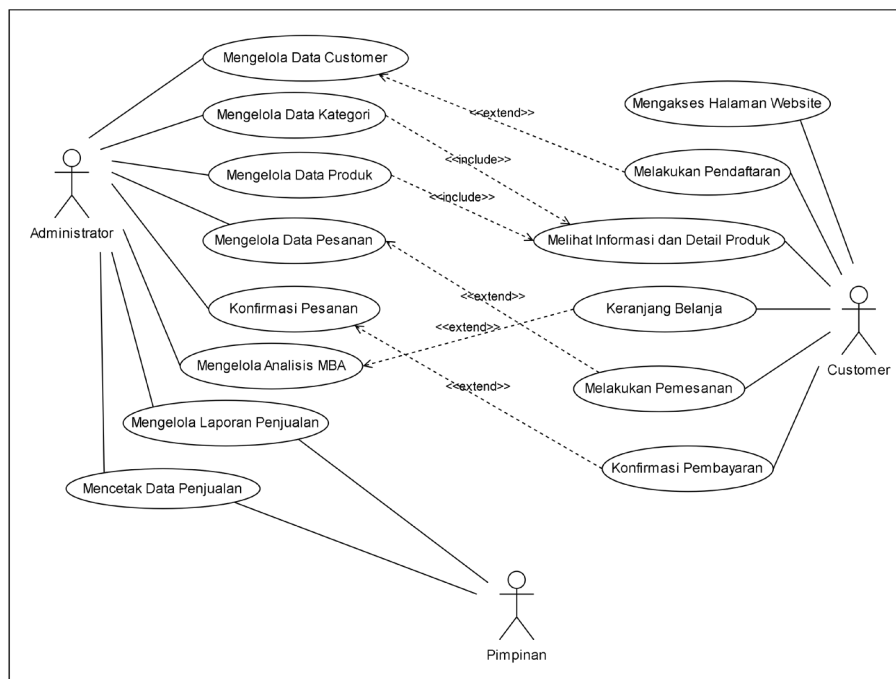 Mengelola Data Customer
Mengelola Data Kategori
Mengelola Data Produk
Mengelola Data Pesanan
Konfirmasi Pesanan
Mengelola Analisis MBA
Mengelola Laporan Penjualan
Mencetak Data Penjualan
Administrator
<<extend>>
<<include>>
<<include>>
<<extend>>
<<extend>>
<<extend>>
Mengakses Halaman Website
Melakukan Pendaftaran
Melihat Informasi dan Detail Produk
Keranjang Belanja
Melakukan Pemesanan
Konfirmasi Pembayaran
Customer
Pimpinan